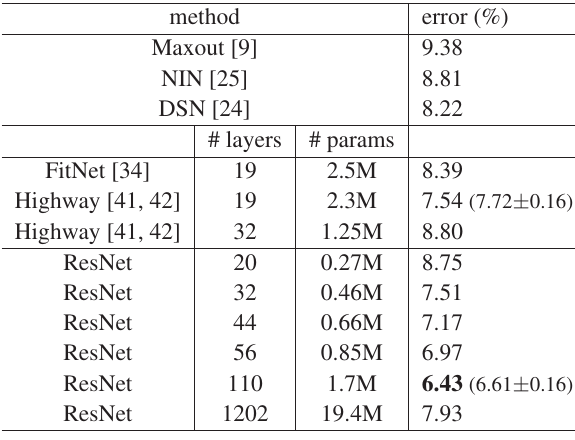 method error (%)
Maxout [9] 9.38
NIN [25] 8.81
DSN [24] 8.22
# layers # params
FitNet [34] 19 2.5M 8.39
Highway [41, 42] 19 2.3M 7.54 (7.72±0.16)
Highway [41, 42] 32 1.25M 8.80
ResNet 20 0.27M 8.75
ResNet 32 0.46M 7.51
ResNet 44 0.66M 7.17
ResNet 56 0.85M 6.97
ResNet 110 1.7M 6.43 (6.61±0.16)
ResNet 1202 19.4M 7.93